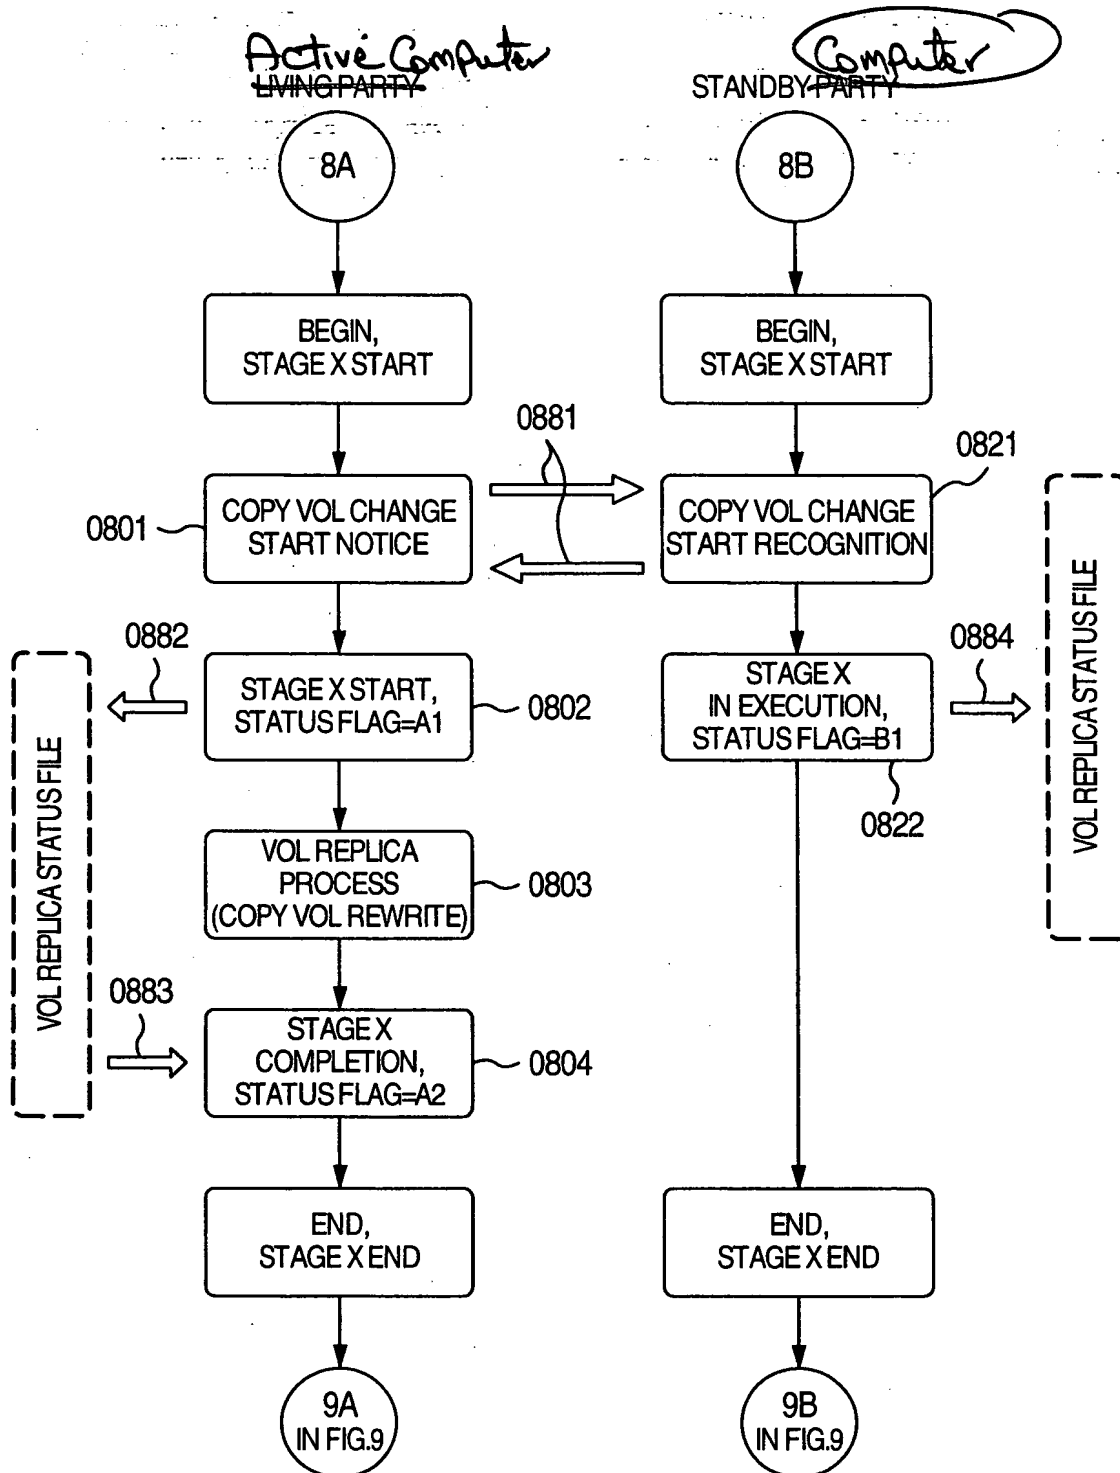 Active Computer
LIVING PARTY
Computer
STANDBY PARTY
8A
8B
BEGIN,
STAGE X START
BEGIN,
STAGE X START
0881
0821
0801
COPY VOL CHANGE
START NOTICE
COPY VOL CHANGE
START RECOGNITION
0882
0884
STAGE X START,
STATUS FLAG=A1
0802
STAGE X
IN EXECUTION,
STATUS FLAG=B1
0822
VOL REPLICA STATUS FILE
VOL REPLICA STATUS FILE
VOL REPLICA
PROCESS
(COPY VOL REWRITE)
0803
0883
STAGE X
COMPLETION,
STATUS FLAG=A2
0804
END,
STAGE X END
END,
STAGE X END
9A
IN FIG.9
9B
IN FIG.9